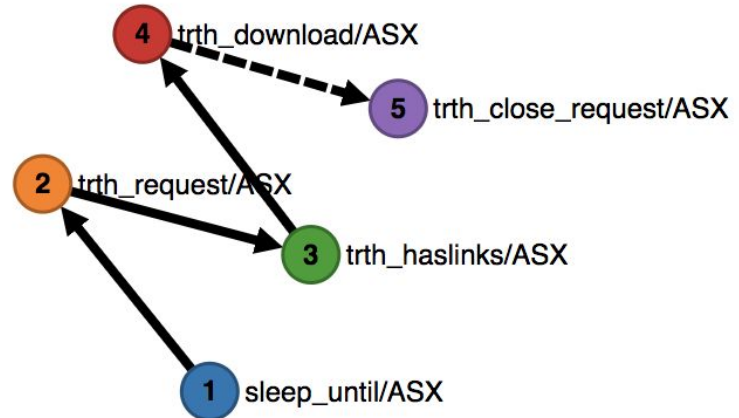 4 trth_download/ASX
5 trth_close_request/ASX
2 trth_request/ASX
3 trth_haslinks/ASX
1 sleep_until/ASX